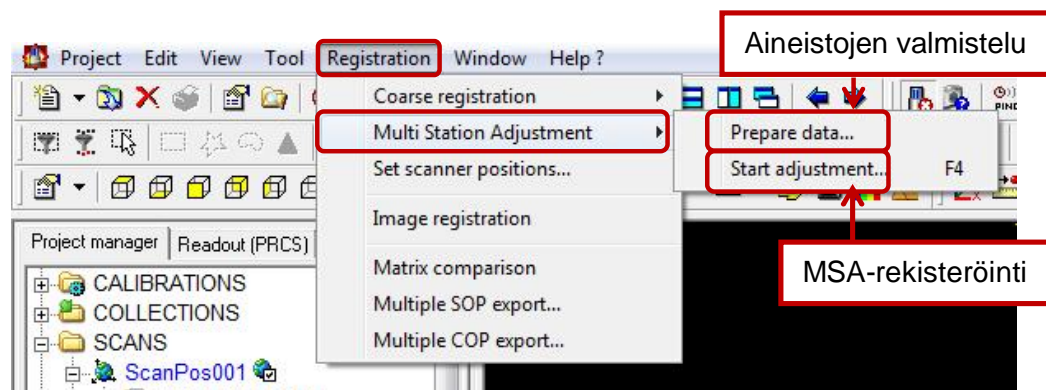 Aineistojen valmistelu
Project Edit View Tool Registration Window Help ?
Coarse registration
Multi Station Adjustment
Prepare data...
Set scanner positions...
Start adjustment... F4
Image registration
MSA-rekisteröinti
Project manager Readout (PRCS)
Matrix comparison
CALIBRATIONS
Multiple SOP export...
COLLECTIONS
Multiple COP export...
SCANS
ScanPos001